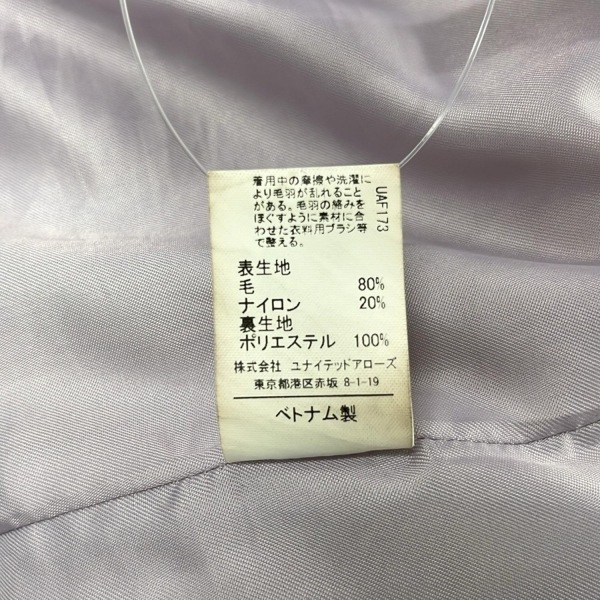 着用中の摩擦や洗濯に
より毛羽が乱れること
がある。毛羽の絡みを
ほぐすように素材に合
わせた衣料用ブラシ等
で整える。
UAF173
表生地
毛 80%
ナイロン 20%
裏生地
ポリエステル 100%
株式会社 ユナイテッドアローズ
東京都港区赤坂 8-1-19
ベトナム製